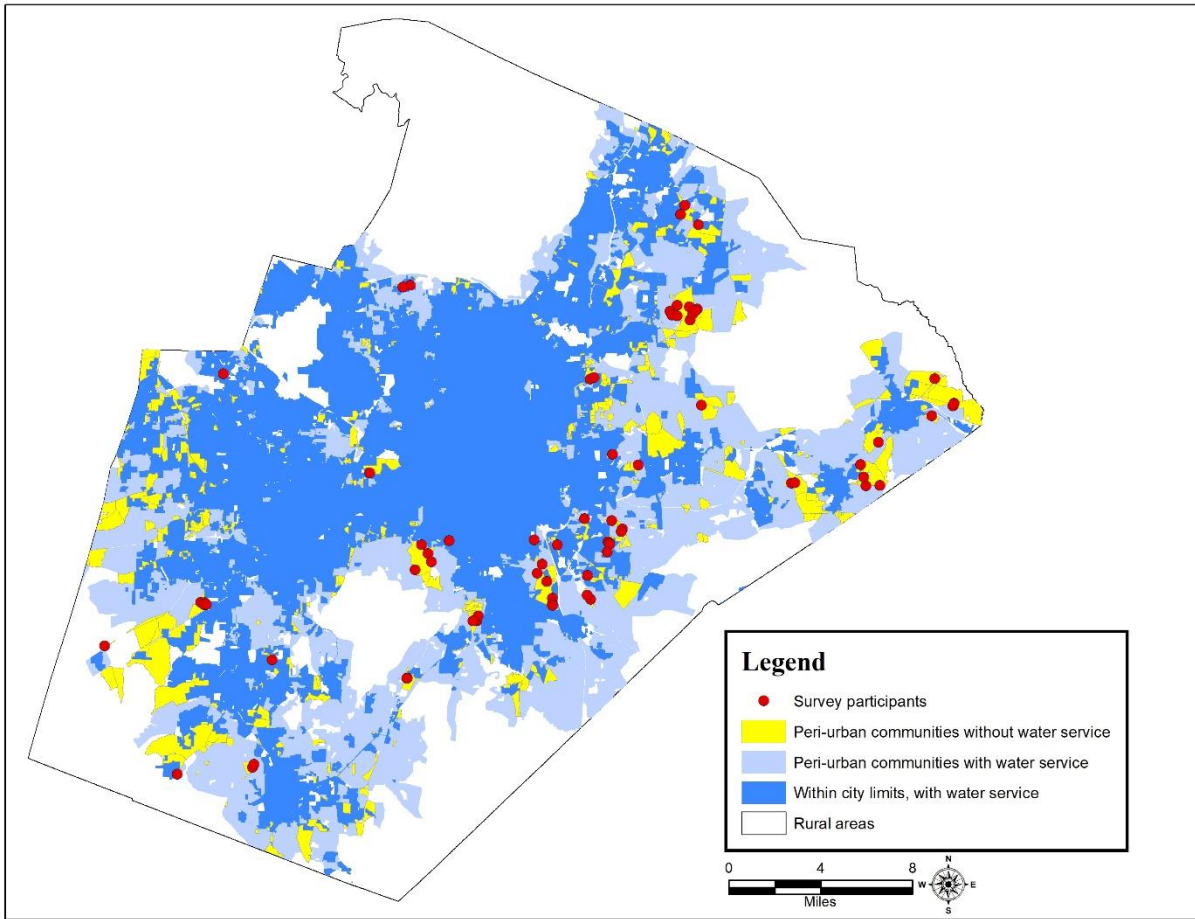 Legend
Survey participants
Peri-urban communities without water service
Peri-urban communities with water service
Within city limits, with water service
Rural areas
0 4 8
Miles
N
W E
S